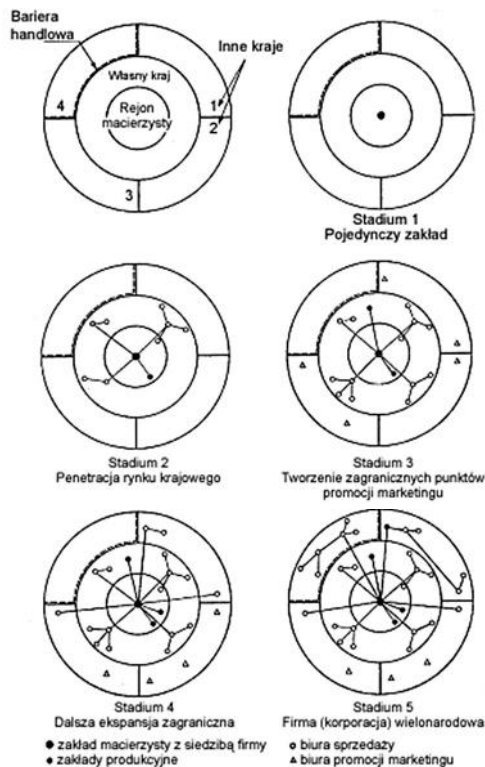 Bariera
handlowa
Inne kraje
Własny kraj
4
Rejon
macierzysty
1
2
3
Stadium 1
Pojedynczy zakład
Stadium 2
Penetracja rynku krajowego
Stadium 3
Tworzenie zagranicznych punktów
promocji marketingu
Stadium 4
Dalsza ekspansja zagraniczna
Stadium 5
Firma (korporacja) wielonarodowa
zakład macierzysty z siedzibą firmy
biura sprzedaży
zakłady produkcyjne
biura promocji marketingu